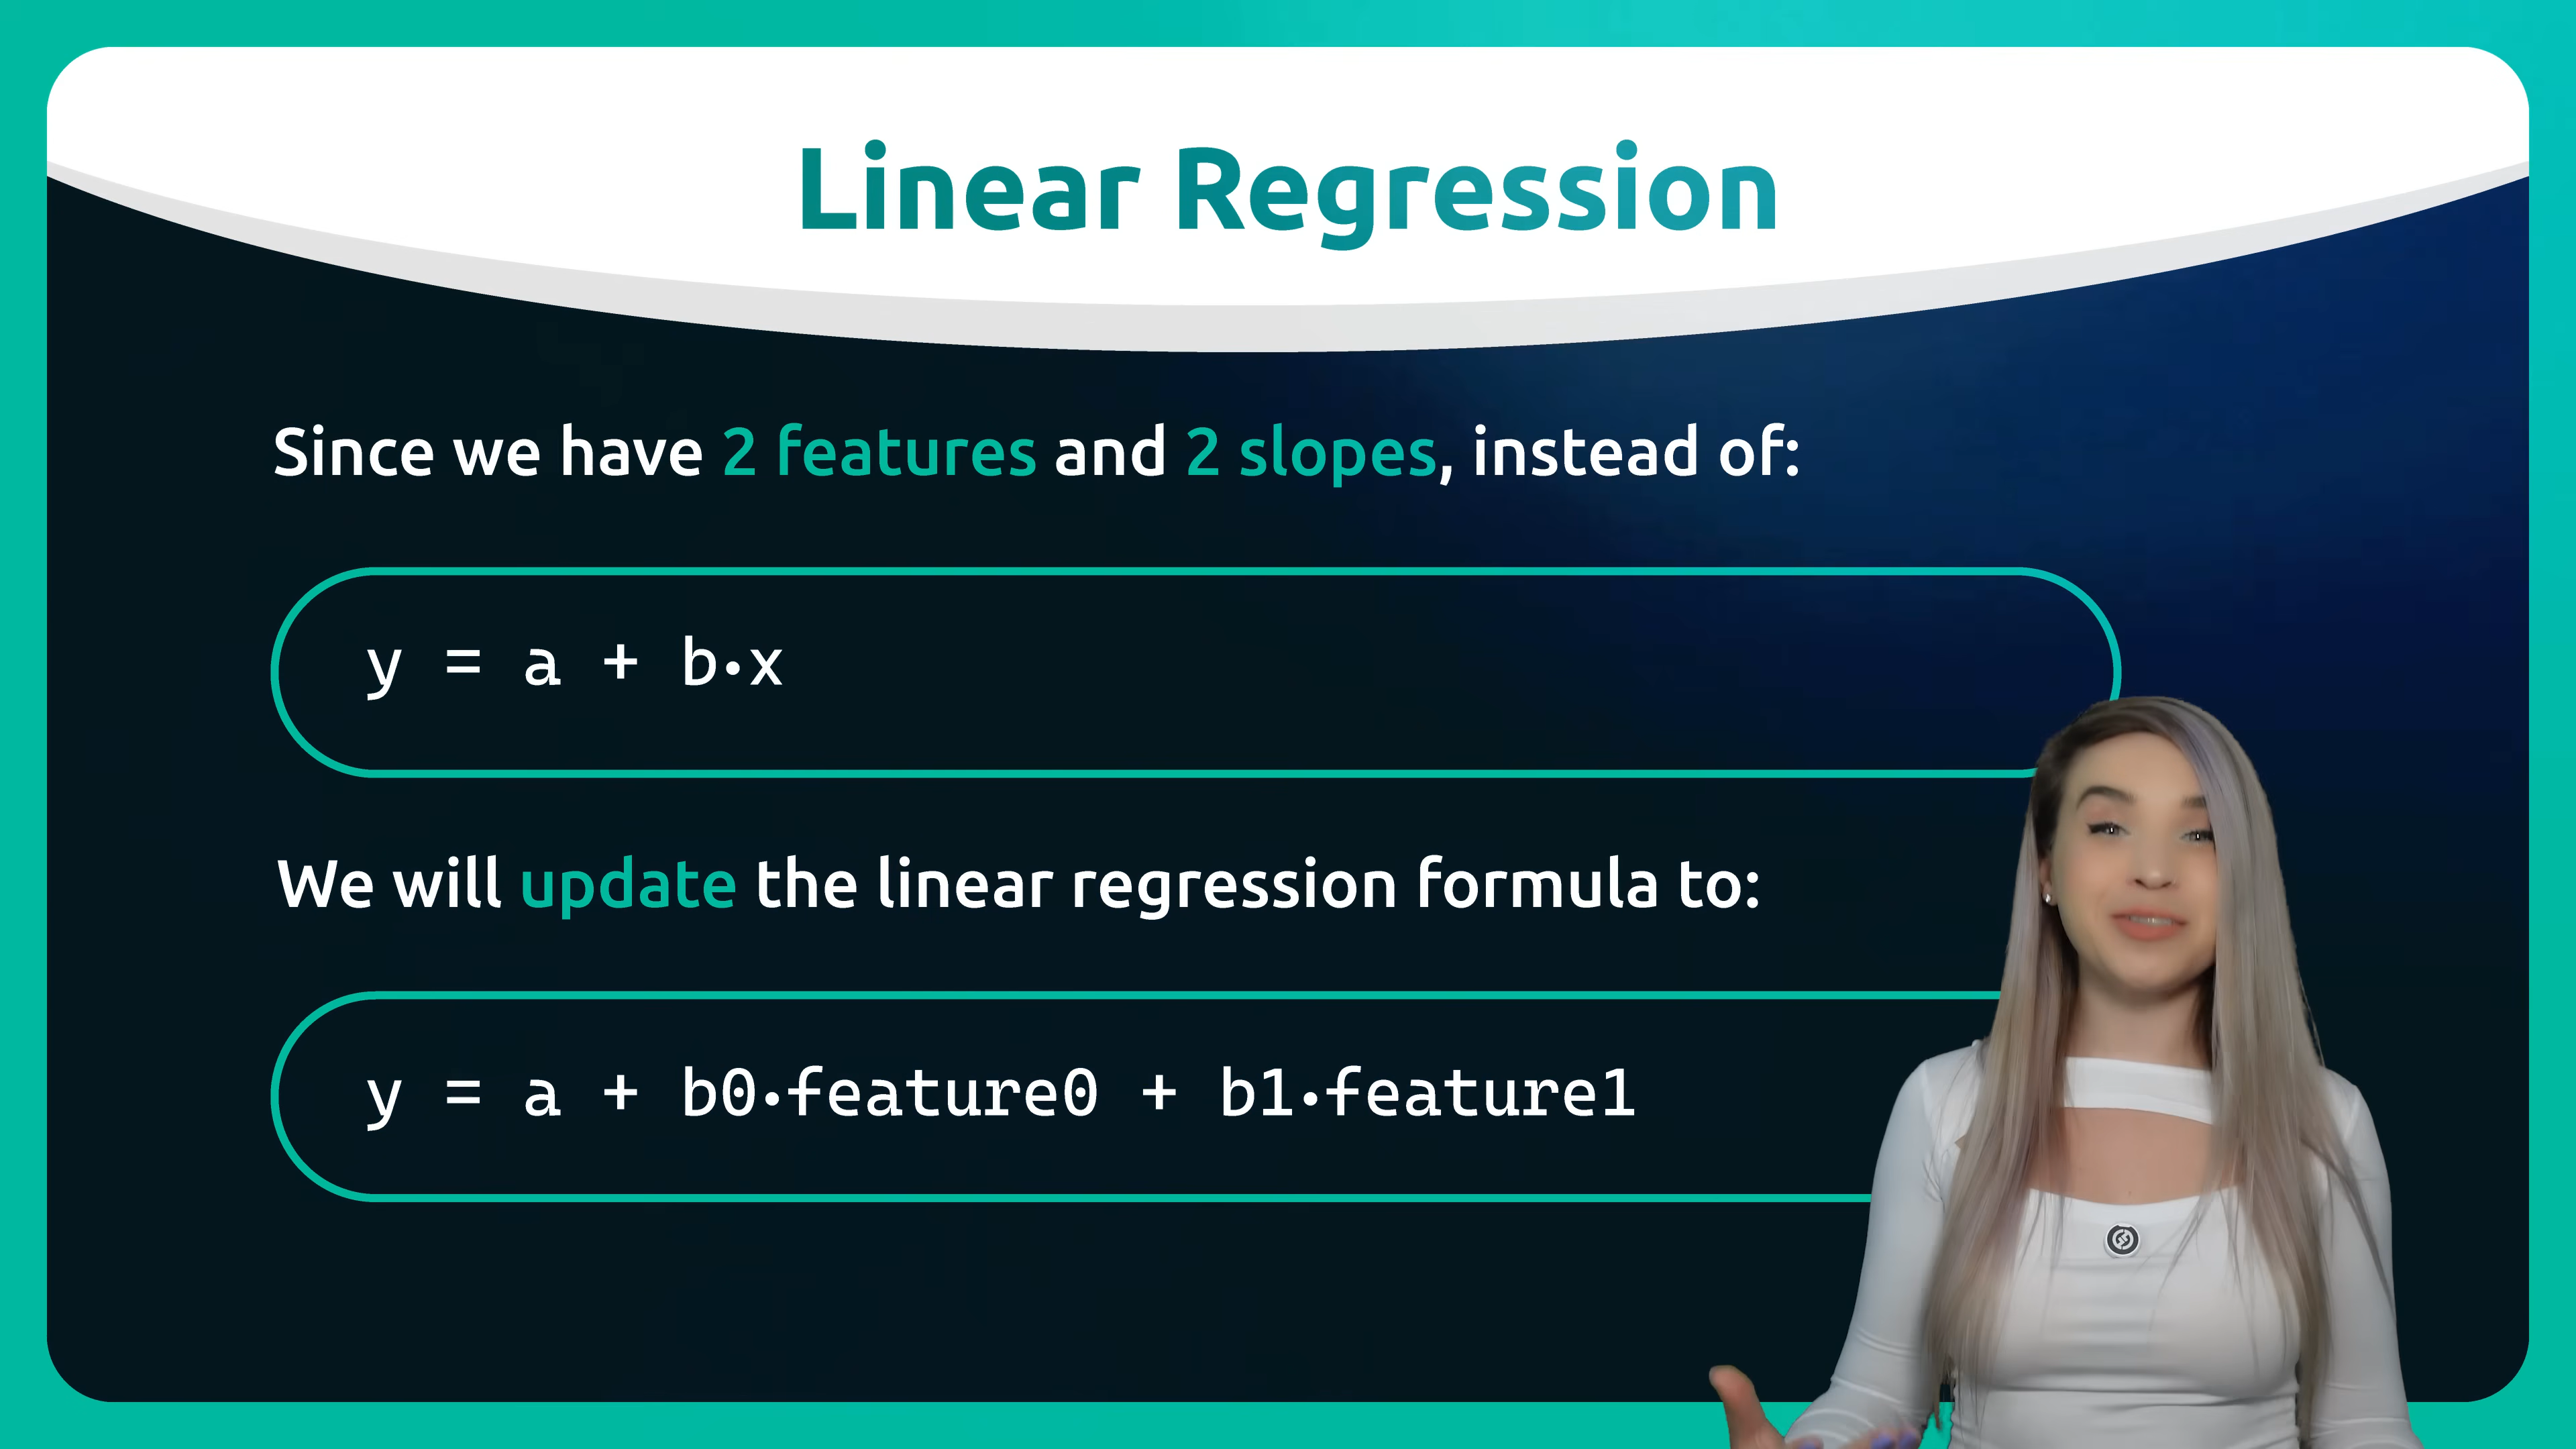 Linear Regression
Since we have 2 features and 2 slopes, instead of:
y = a + b·x
We will update the linear regression formula to:
y = a + b0·feature0 + b1·feature1